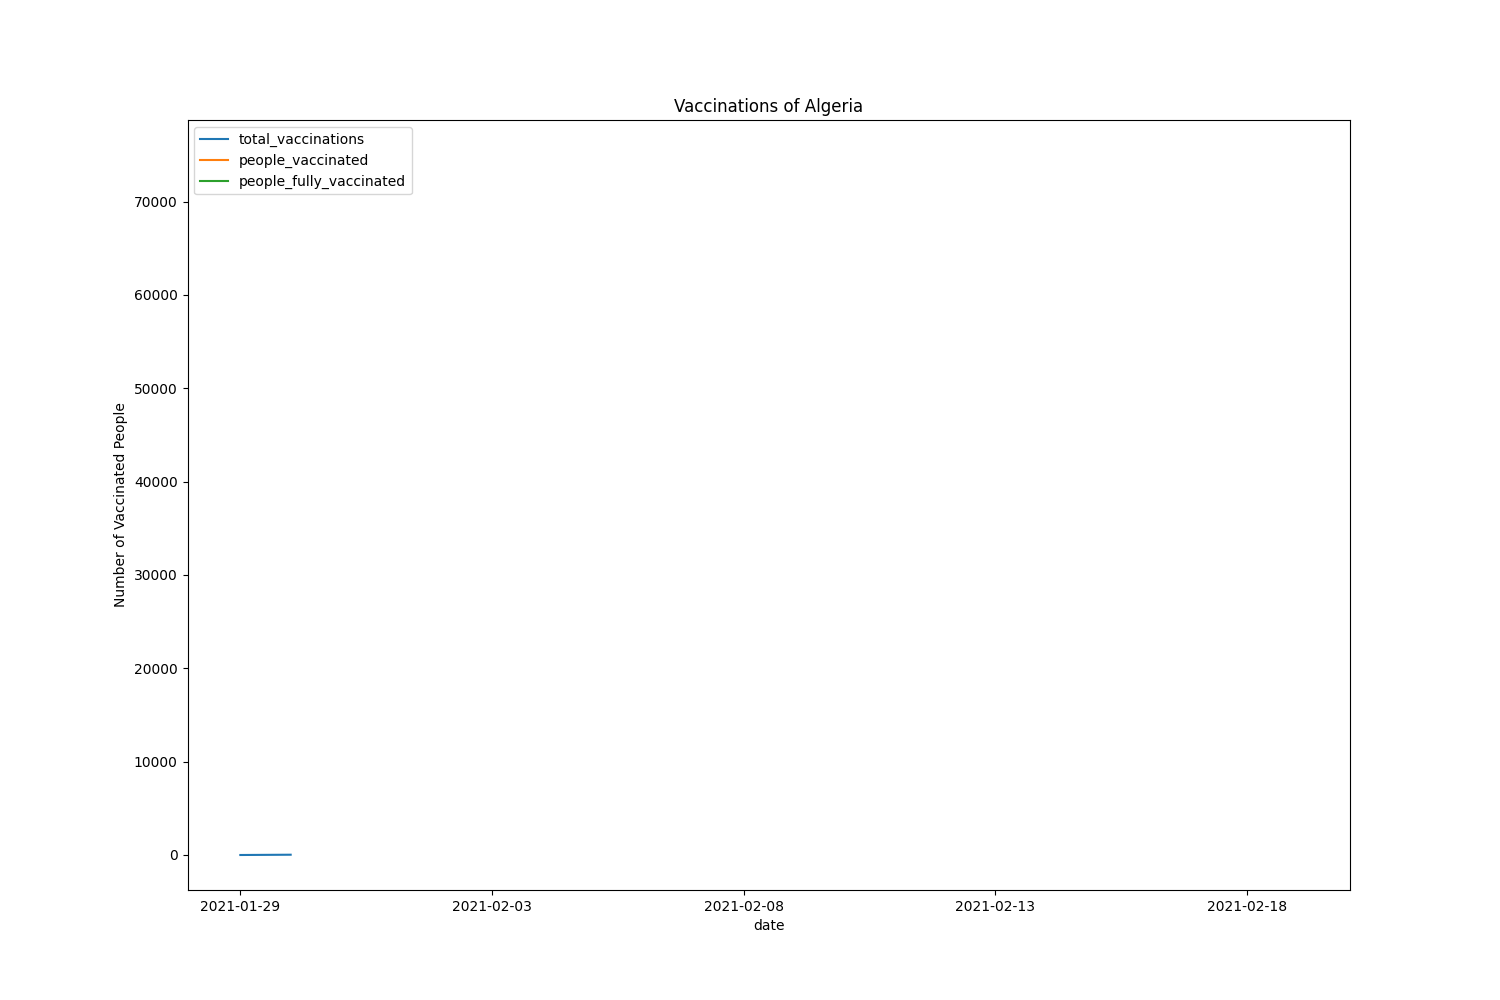 Vaccinations of Algeria
total_vaccinations
people_vaccinated
people_fully_vaccinated
70000
60000
50000
40000
30000
20000
10000
0
Number of Vaccinated People
2021-01-29
2021-02-03
2021-02-08
2021-02-13
2021-02-18
date